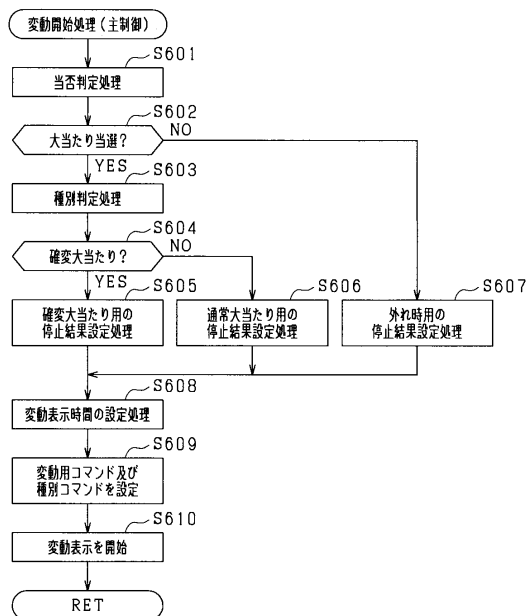 変動開始処理(主制御)
S601
当否判定処理
S602
大当たり当選?
NO
YES
S603
種別判定処理
S604
確変大当たり?
NO
YES
S605
確変大当たり用の
停止結果設定処理
S606
通常大当たり用の
停止結果設定処理
S607
外れ時用の
停止結果設定処理
S608
変動表示時間の設定処理
S609
変動用コマンド及び
種別コマンドを設定
S610
変動表示を開始
RET